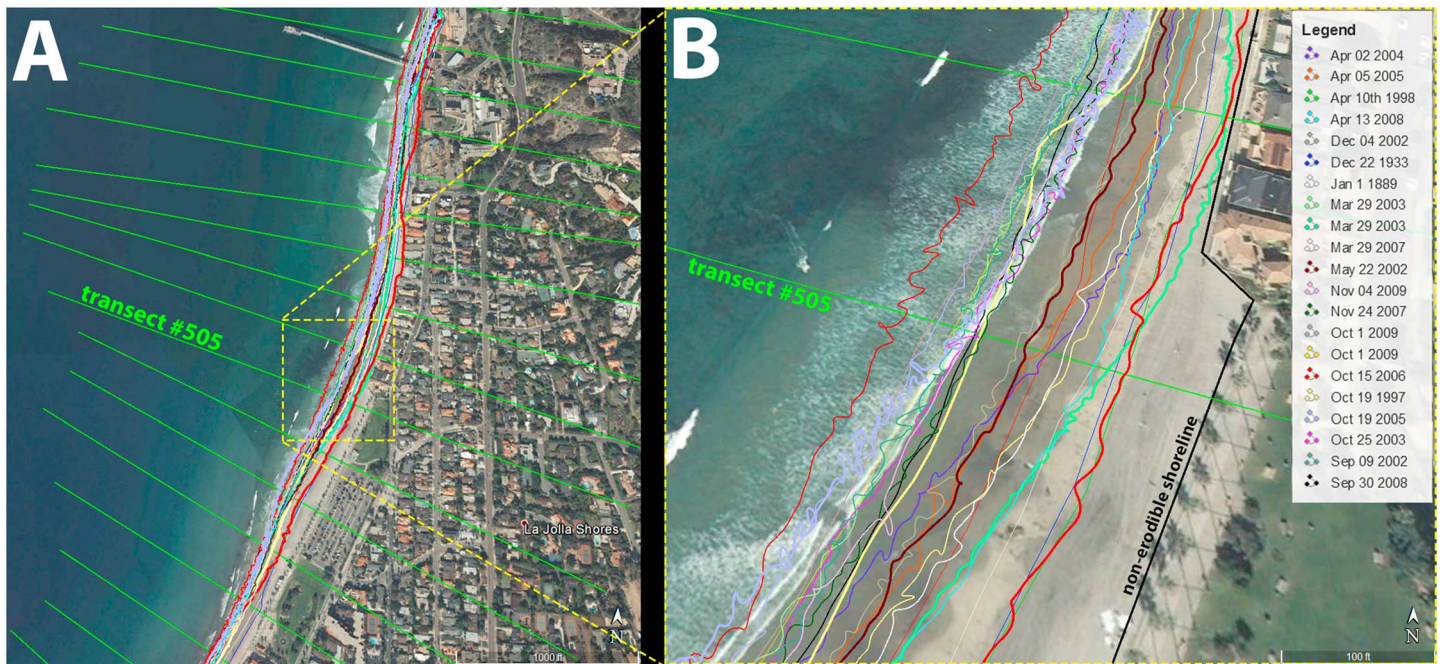 A
transect #505
La Jolla Shores
N
1000 ft
B
transect #505
non-erodible shoreline
Legend
Apr 02 2004
Apr 05 2005
Apr 10th 1998
Apr 13 2008
Dec 04 2002
Dec 22 1933
Jan 1 1889
Mar 29 2003
Mar 29 2003
Mar 29 2007
May 22 2002
Nov 04 2009
Nov 24 2007
Oct 1 2009
Oct 1 2009
Oct 15 2006
Oct 19 1997
Oct 19 2005
Oct 25 2003
Sep 09 2002
Sep 30 2008
N
100 ft